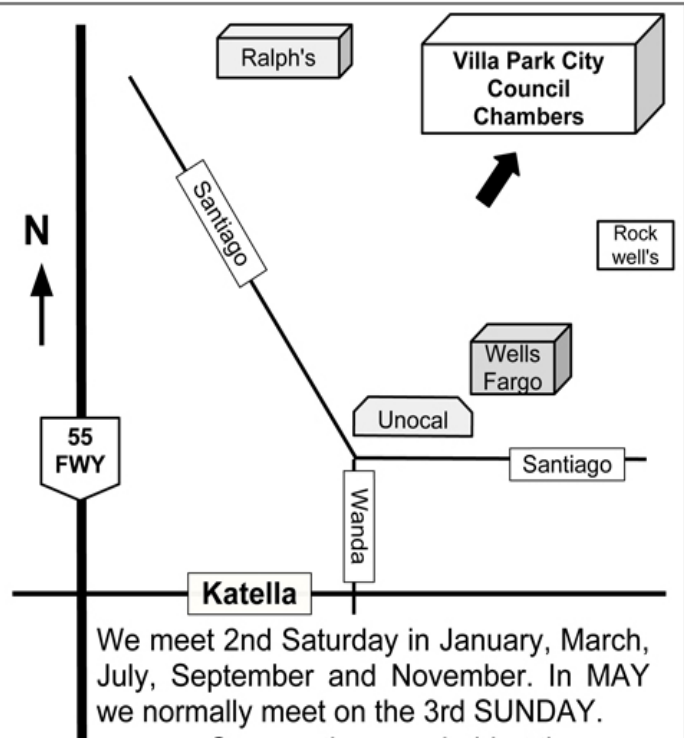 Ralph's
Villa Park City
Council
Chambers
Santiago
N
Rock
well's
Wells
Fargo
Unocal
55
FWY
Santiago
Wanda
Katella
We meet 2nd Saturday in January, March,
July, September and November. In MAY
we normally meet on the 3rd SUNDAY.